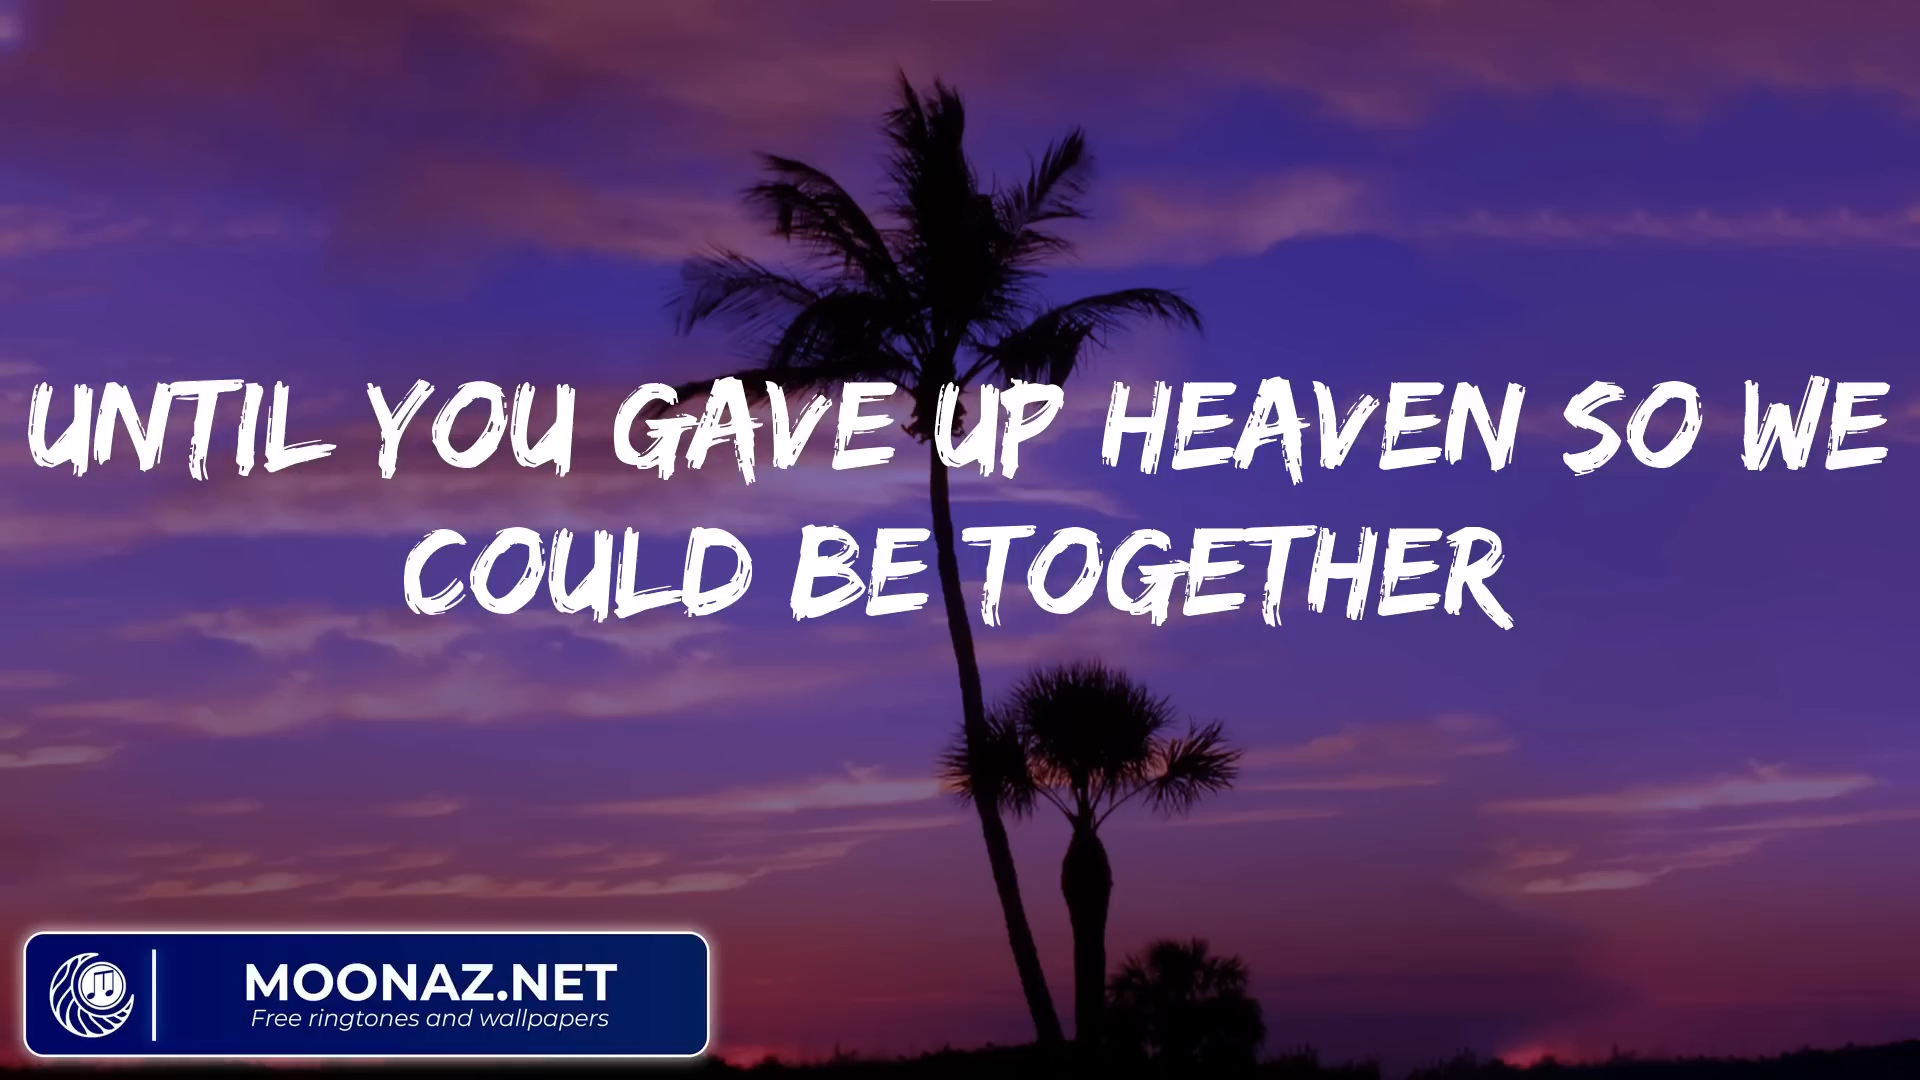 UNTIL YOU GAVE UP HEAVEN SO WE
COULD BE TOGETHER
MOONAZ.NET
Free ringtones and wallpapers